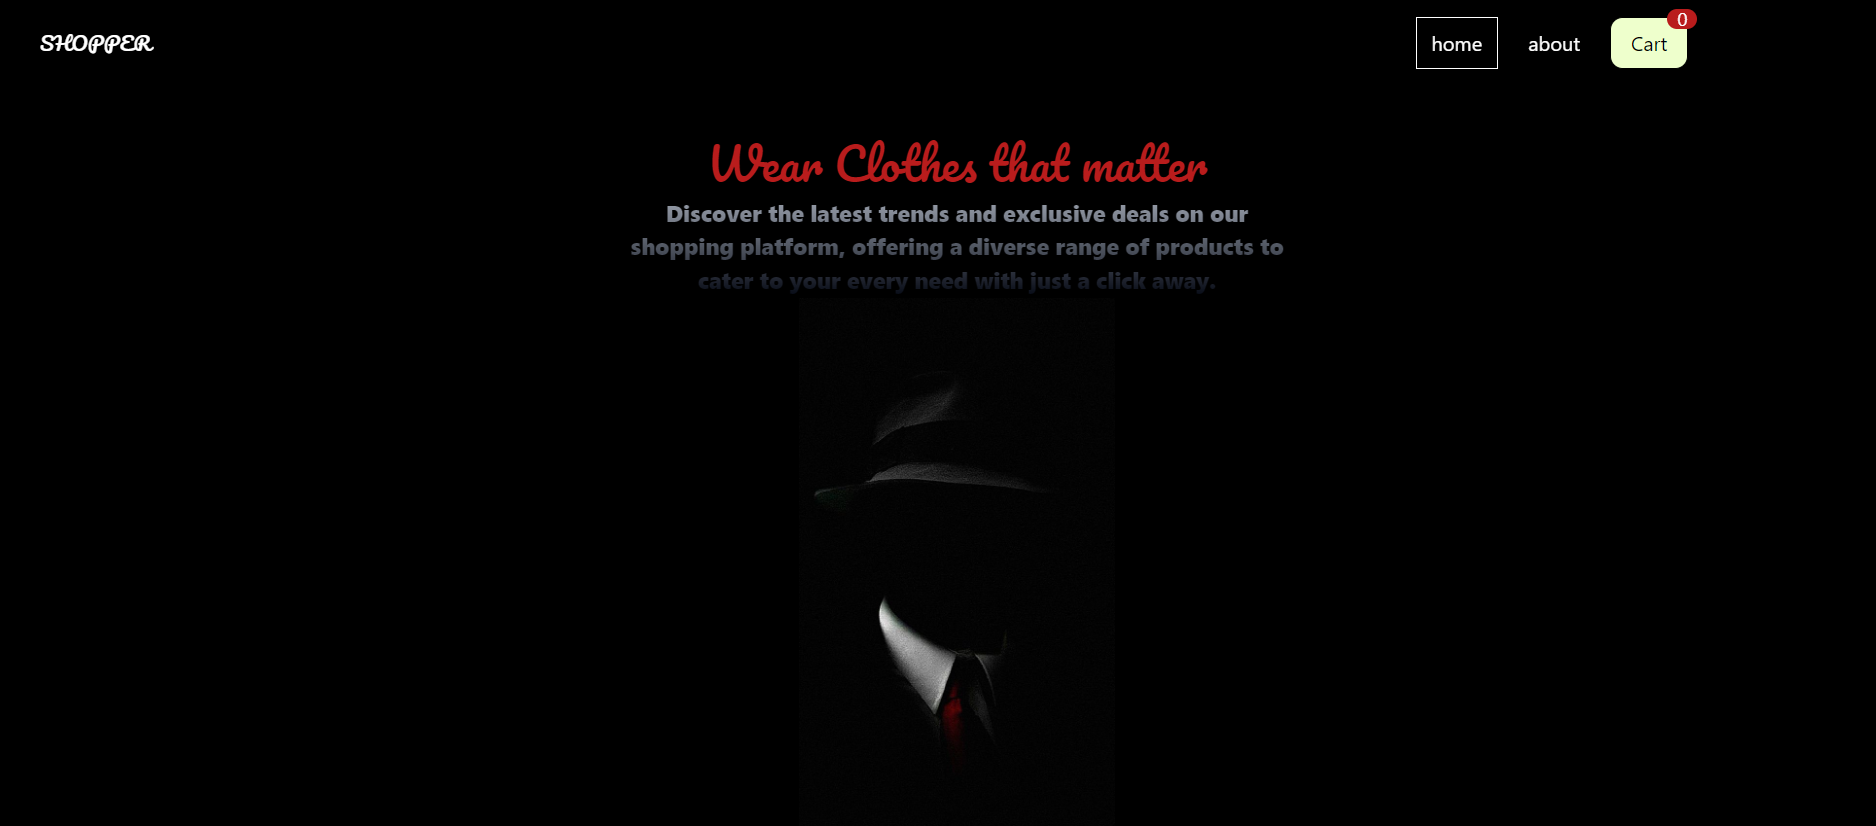 SHOPPER
home
about
Cart
0
Wear Clothes that matter
Discover the latest trends and exclusive deals on our
shopping platform, offering a diverse range of products to
cater to your every need with just a click away.